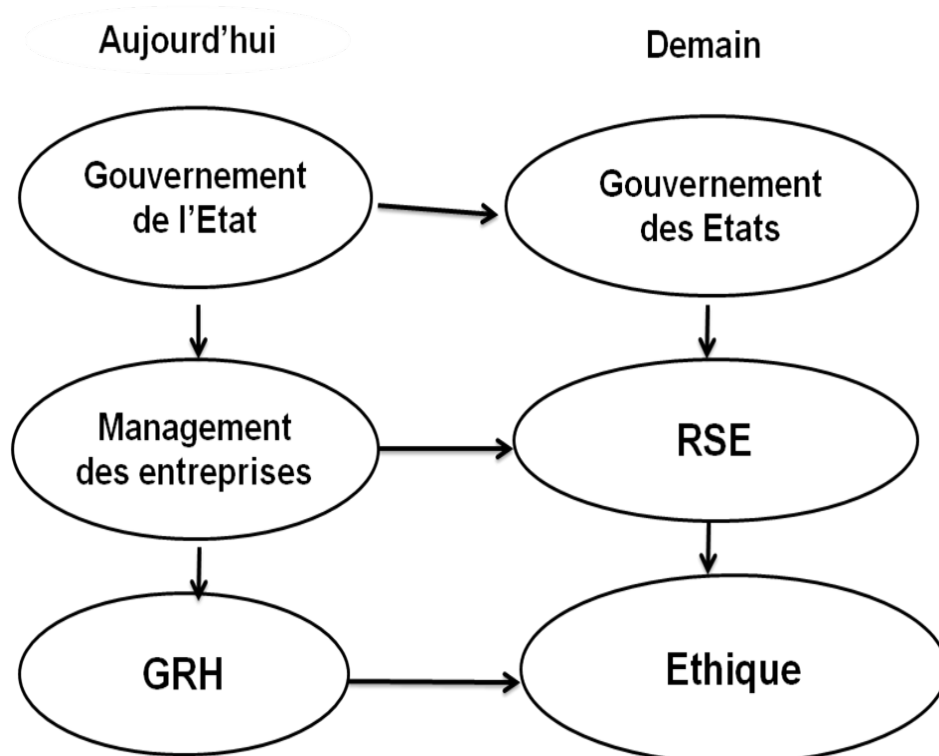 Aujourd’hui
Demain
Gouvernement
de l’Etat
Gouvernement
des Etats
Management
des entreprises
RSE
GRH
Ethique